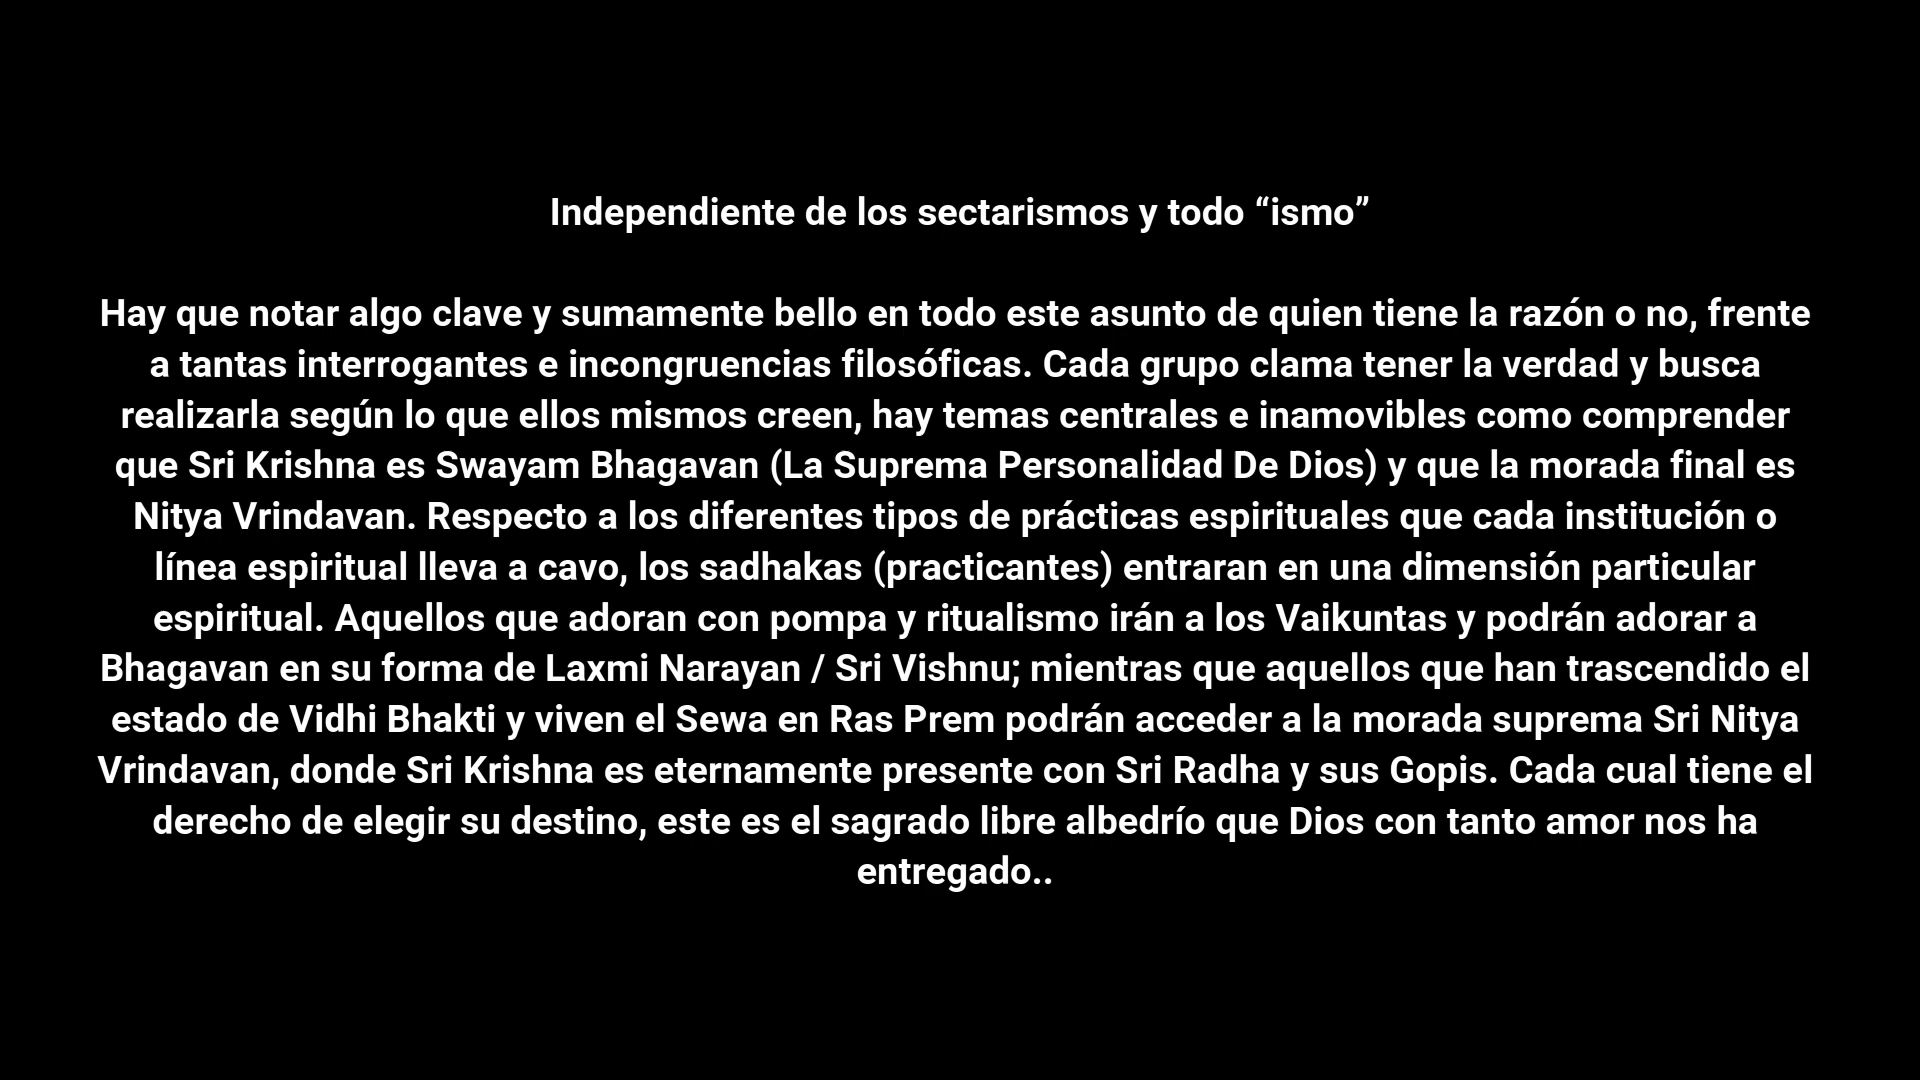 Independiente de los sectarismos y todo “ismo”
Hay que notar algo clave y sumamente bello en todo este asunto de quien tiene la razón o no, frente
a tantas interrogantes e incongruencias filosóficas. Cada grupo clama tener la verdad y busca
realizarla según lo que ellos mismos creen, hay temas centrales e inamovibles como comprender
que Sri Krishna es Swayam Bhagavan (La Suprema Personalidad De Dios) y que la morada final es
Nitya Vrindavan. Respecto a los diferentes tipos de prácticas espirituales que cada institución o
línea espiritual lleva a cavo, los sadhakas (practicantes) entraran en una dimensión particular
espiritual. Aquellos que adoran con pompa y ritualismo irán a los Vaikuntas y podrán adorar a
Bhagavan en su forma de Laxmi Narayan / Sri Vishnu; mientras que aquellos que han trascendido el
estado de Vidhi Bhakti y viven el Sewa en Ras Prem podrán acceder a la morada suprema Sri Nitya
Vrindavan, donde Sri Krishna es eternamente presente con Sri Radha y sus Gopis. Cada cual tiene el
derecho de elegir su destino, este es el sagrado libre albedrío que Dios con tanto amor nos ha
entregado..